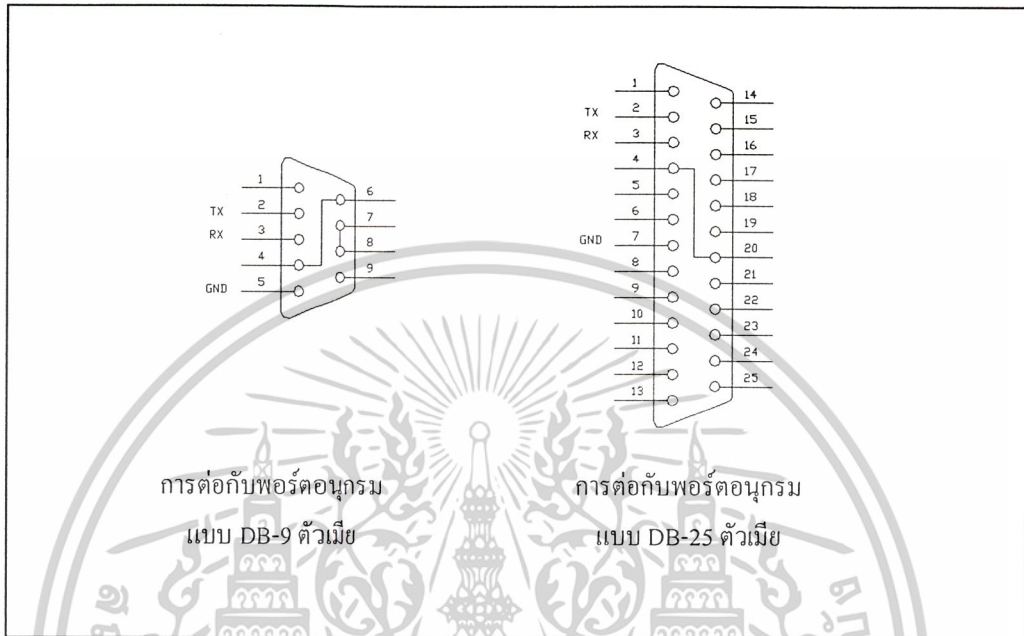 1
6
TX 2
7
RX 3
8
4
9
GND 5
1
14
TX 2
15
RX 3
16
4
17
5
18
6
19
GND 7
20
8
21
9
22
10
23
11
24
12
25
13
การต่อกับพอร์ตอนุกรม
แบบ DB-9 ตัวเมีย
การต่อกับพอร์ตอนุกรม
แบบ DB-25 ตัวเมีย